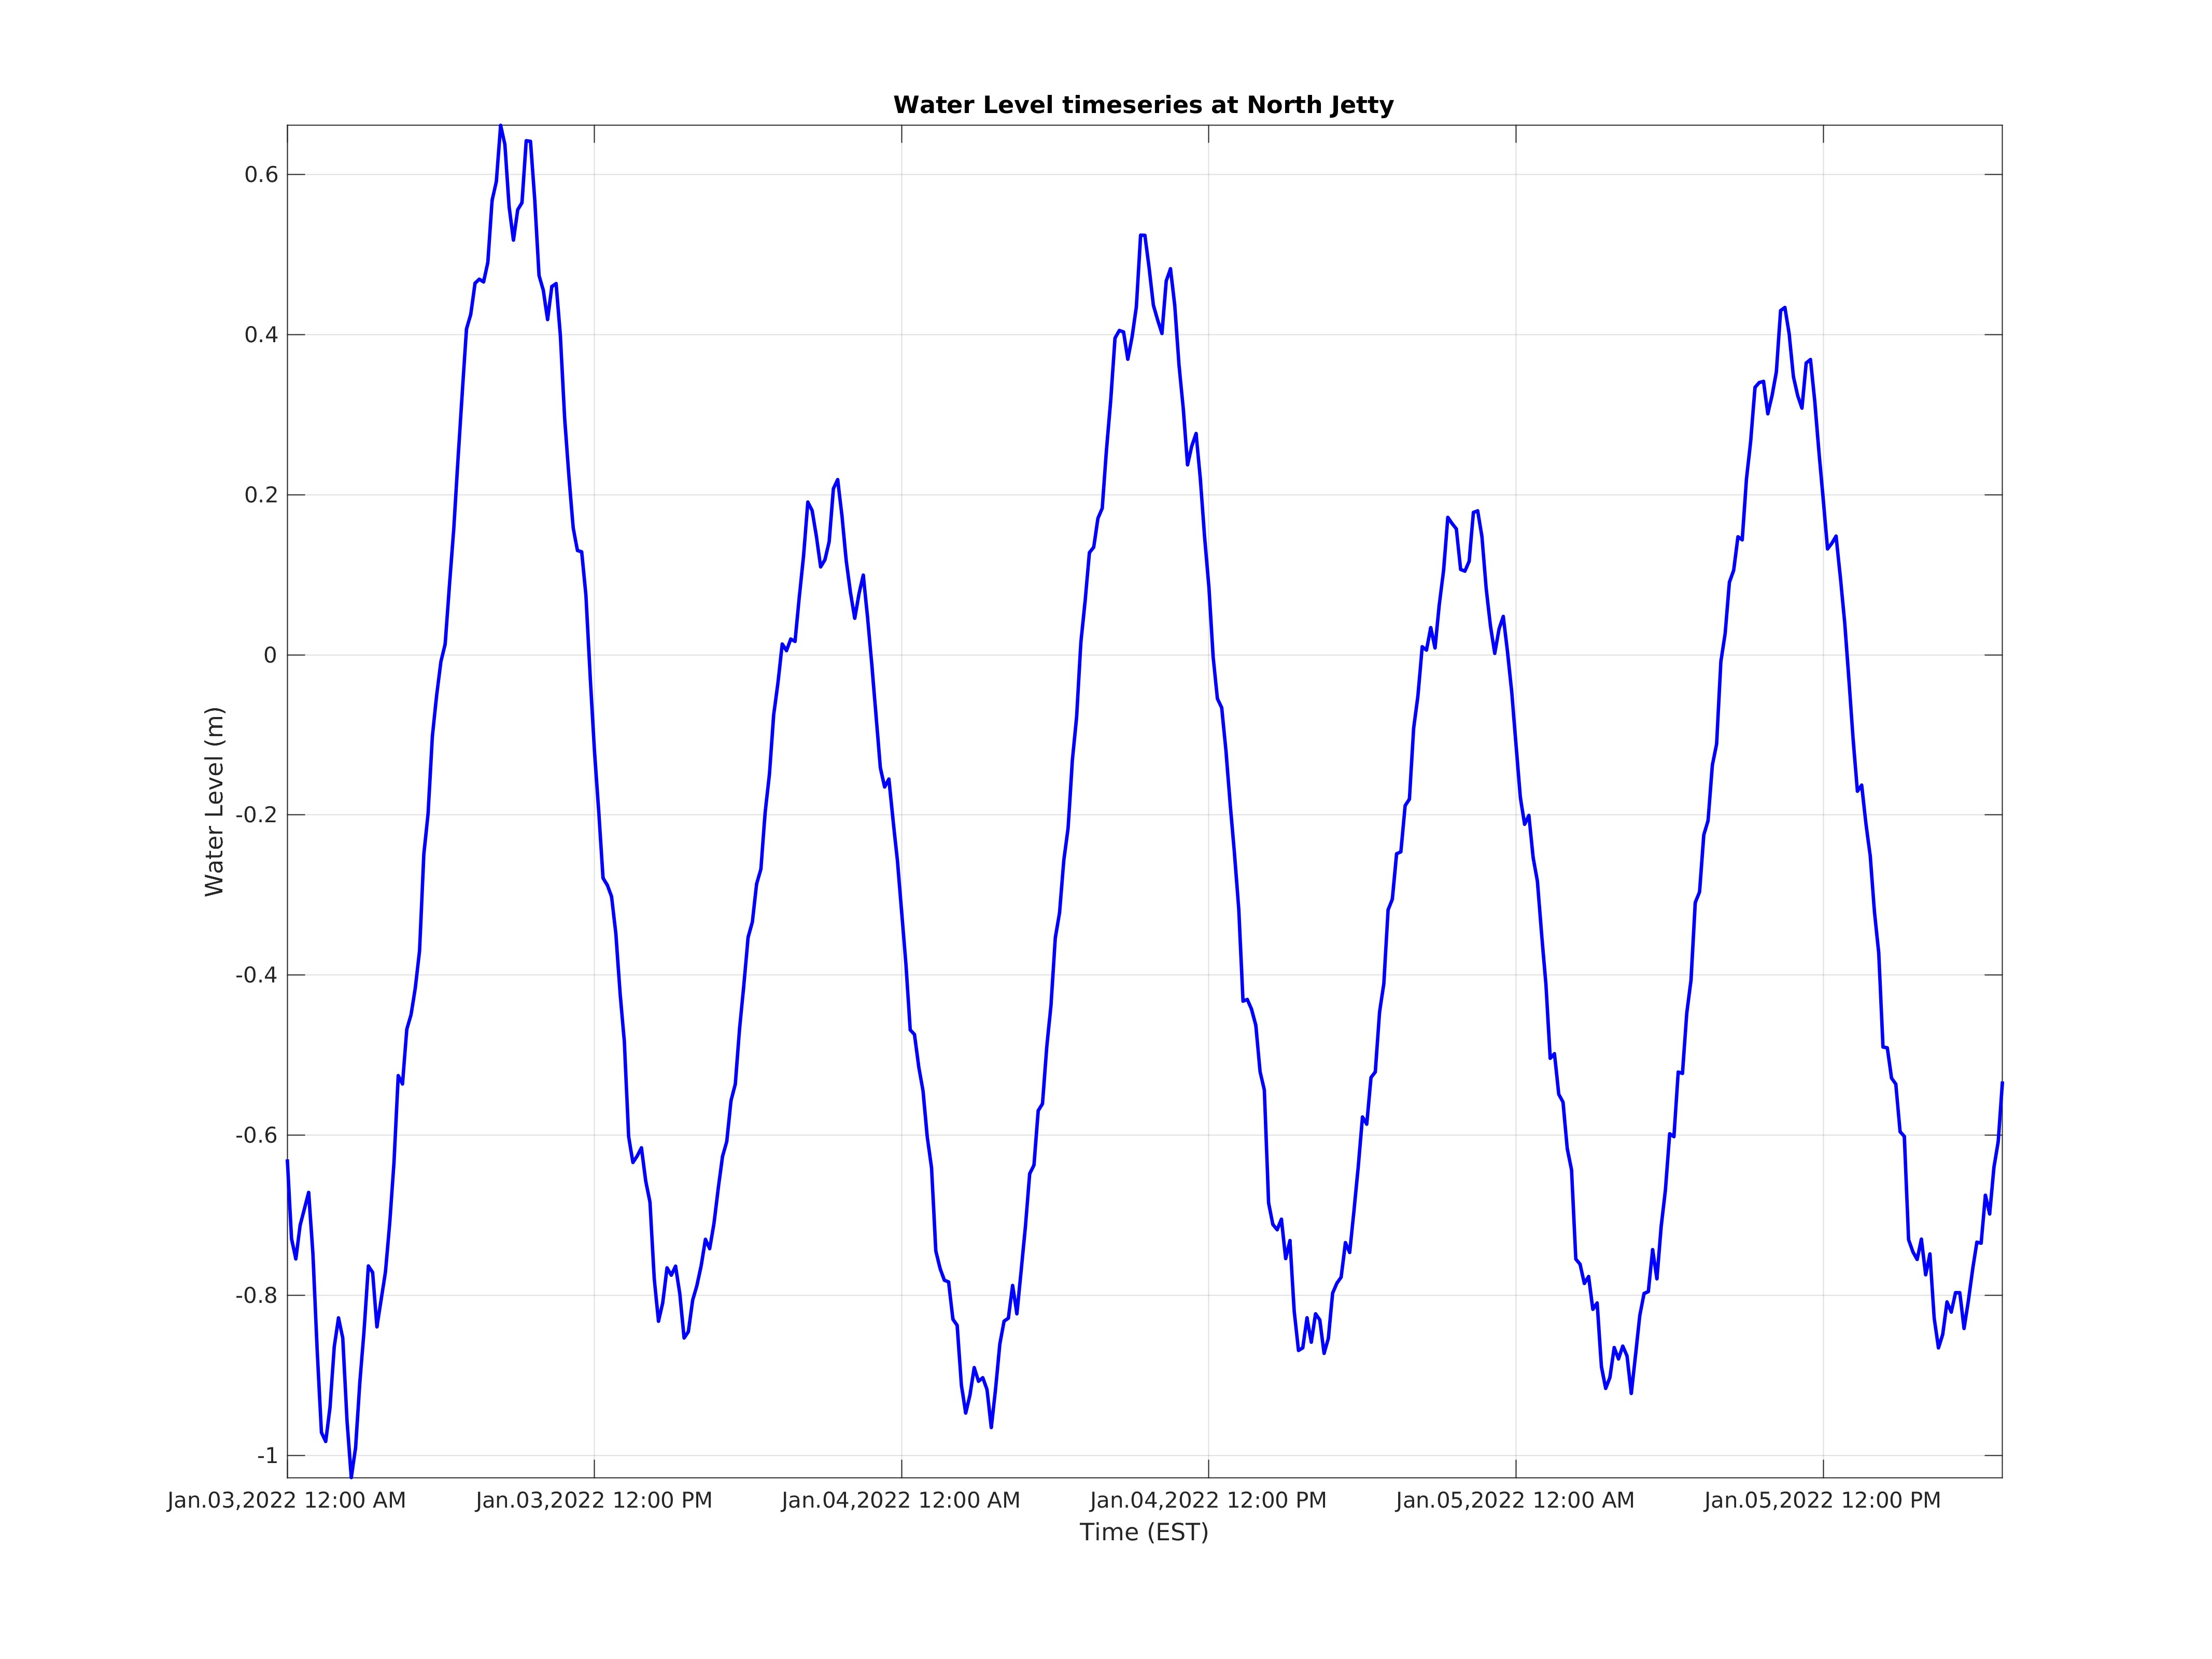 Water Level timeseries at North Jetty
0.6
0.4
0.2
0
-0.2
-0.4
-0.6
-0.8
-1
Water Level (m)
Jan.03,2022 12:00 AM
Jan.03,2022 12:00 PM
Jan.04,2022 12:00 AM
Jan.04,2022 12:00 PM
Jan.05,2022 12:00 AM
Jan.05,2022 12:00 PM
Time (EST)